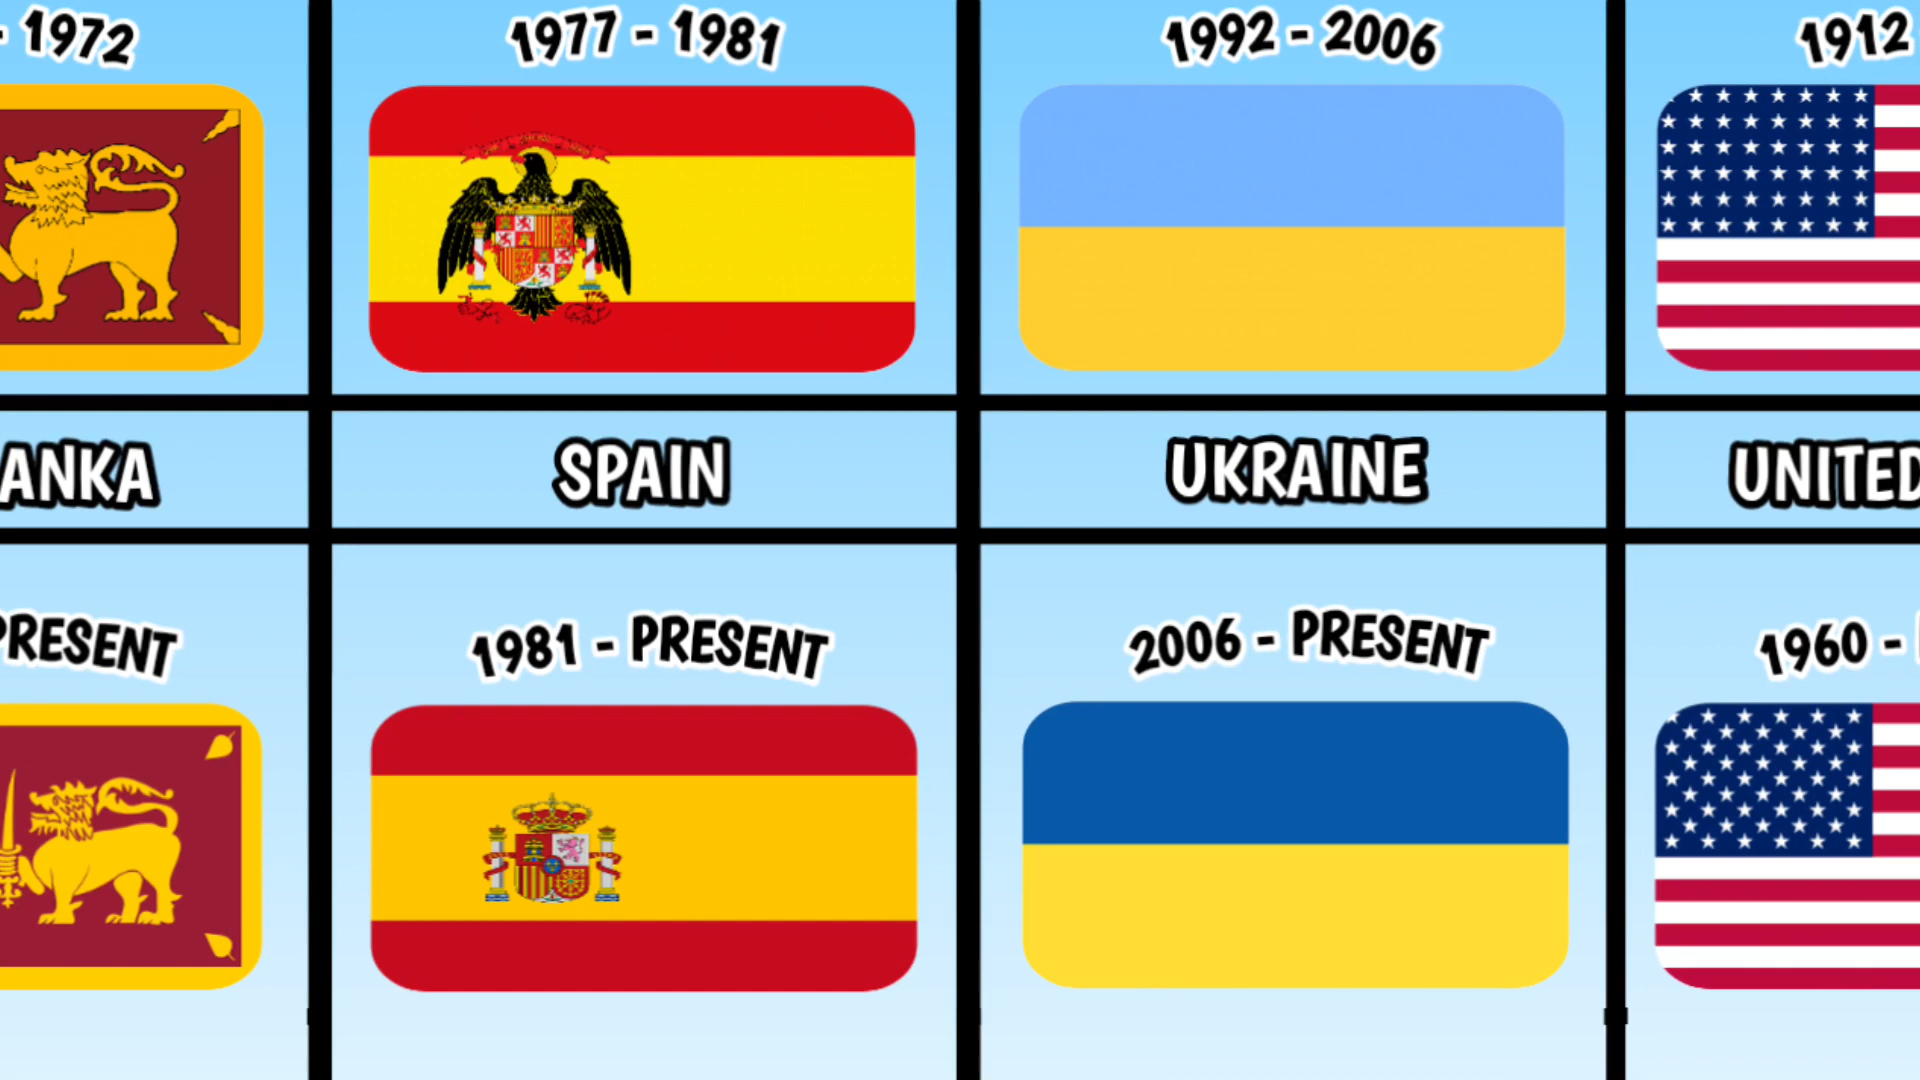 - 1972
1977 - 1981
1992 - 2006
1912
ANKA
SPAIN
UKRAINE
UNITED
PRESENT
1981 - PRESENT
2006 - PRESENT
1960 -